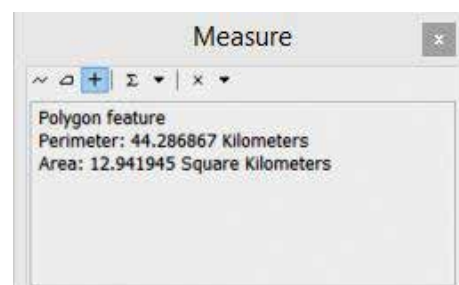 Measure
Polygon feature
Perimeter: 44.286867 Kilometers
Area: 12.941945 Square Kilometers